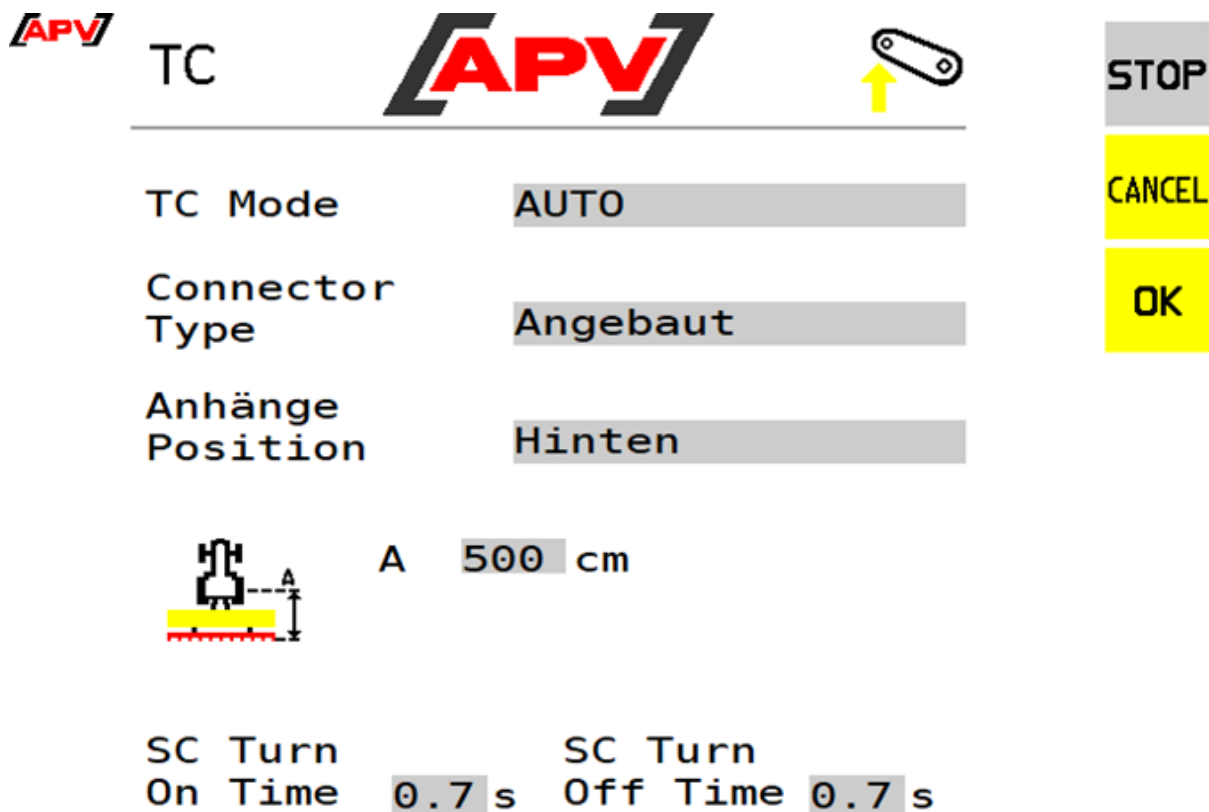 APV
TC
APV
STOP
TC Mode AUTO
CANCEL
Connector
Type Angebaut
OK
Anhänge
Position Hinten
A 500 cm
A
SC Turn SC Turn
On Time 0.7 s Off Time 0.7 s